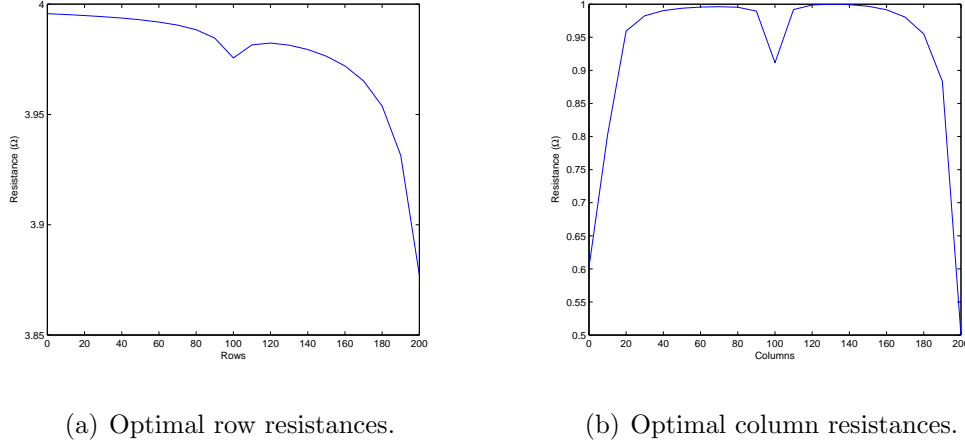 4
3.95
3.9
3.85
Resistance (Ω)
0 20 40 60 80 100 120 140 160 180 200
Rows
1
0.95
0.9
0.85
0.8
0.75
0.7
0.65
0.6
0.55
0.5
Resistance (Ω)
0 20 40 60 80 100 120 140 160 180 200
Columns
(a) Optimal row resistances.
(b) Optimal column resistances.